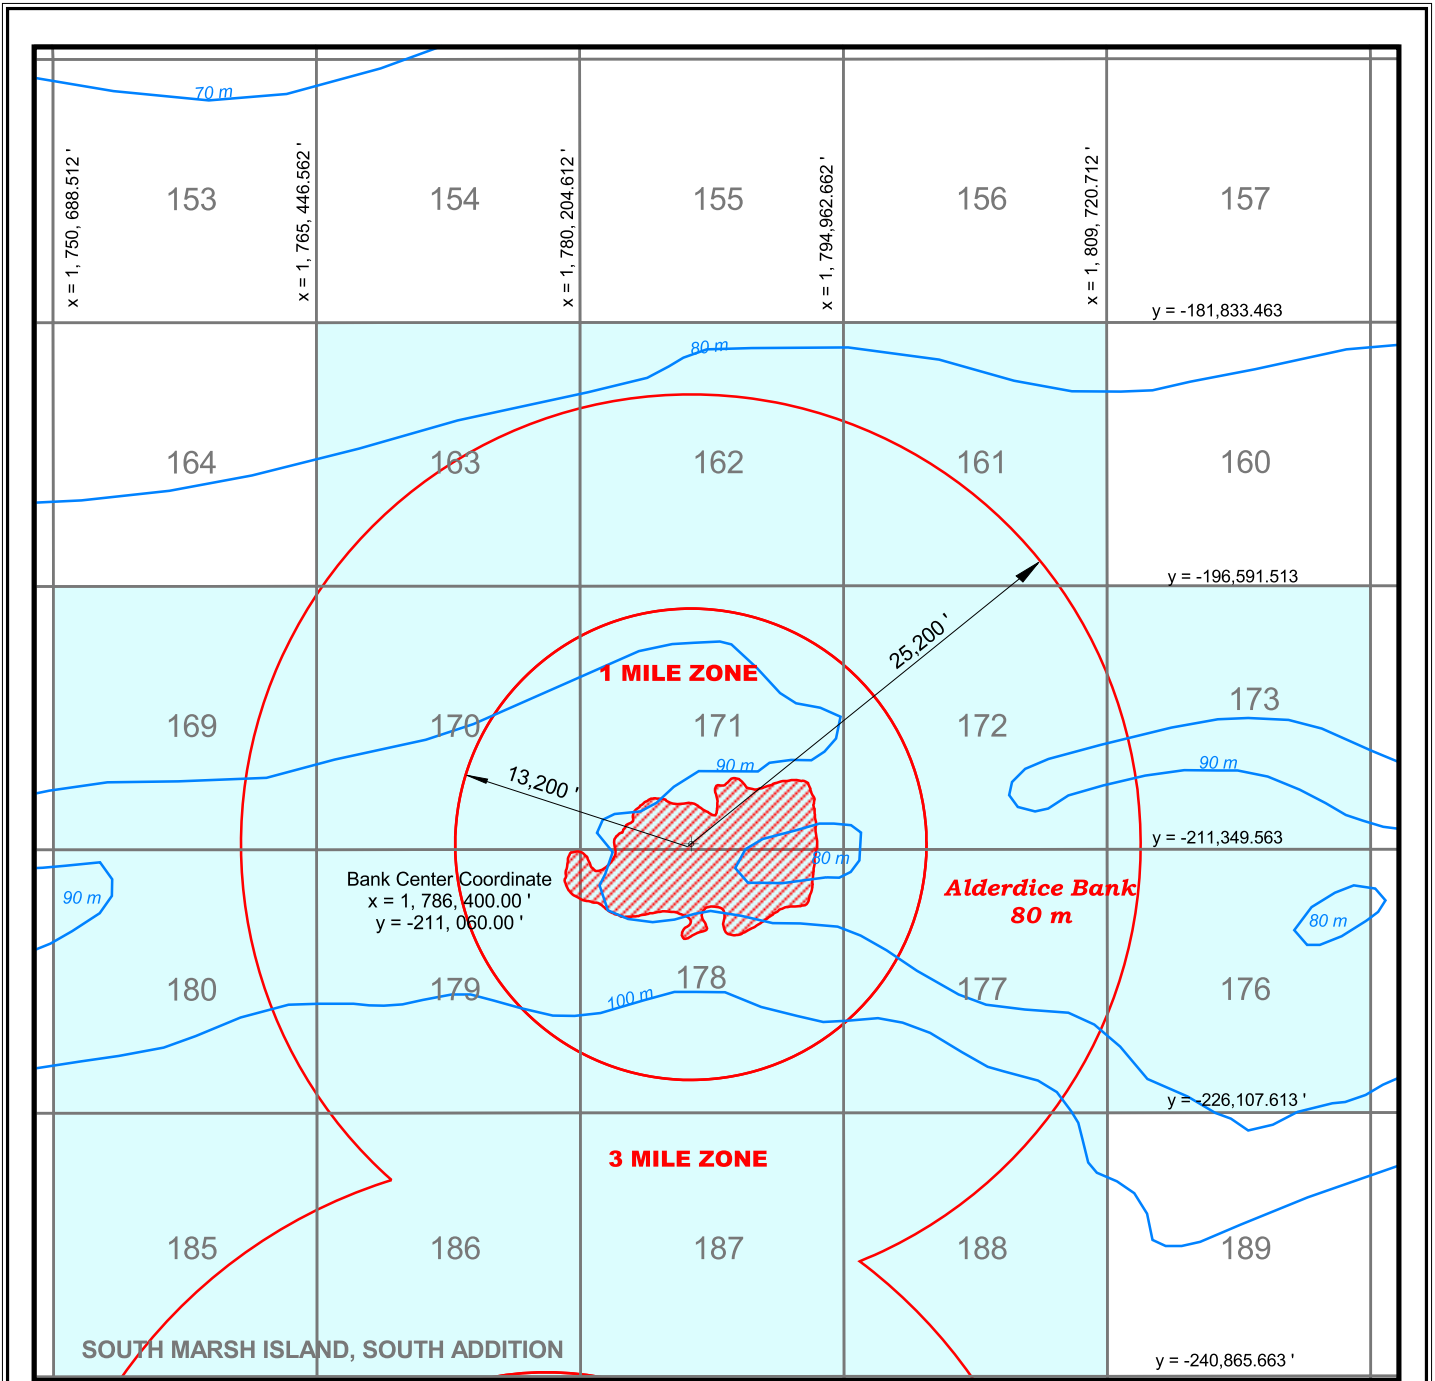 70 m
x = 1, 750, 688.512 '
x = 1, 765, 446.562 '
x = 1, 780, 204.612 '
x = 1, 794,962.662 '
x = 1, 809, 720.712 '
153
154
155
156
157
y = -181,833.463
80 m
164
163
162
161
160
y = -196,591.513
25,200 '
1 MILE ZONE
169
170
171
172
173
90 m
90 m
13,200 '
y = -211,349.563
80 m
Bank Center Coordinate
x = 1, 786, 400.00 '
y = -211, 060.00 '
Alderdice Bank
80 m
90 m
80 m
180
179
178
177
176
100 m
y = -226,107.613 '
3 MILE ZONE
185
186
187
188
189
SOUTH MARSH ISLAND, SOUTH ADDITION
y = -240,865.663 '